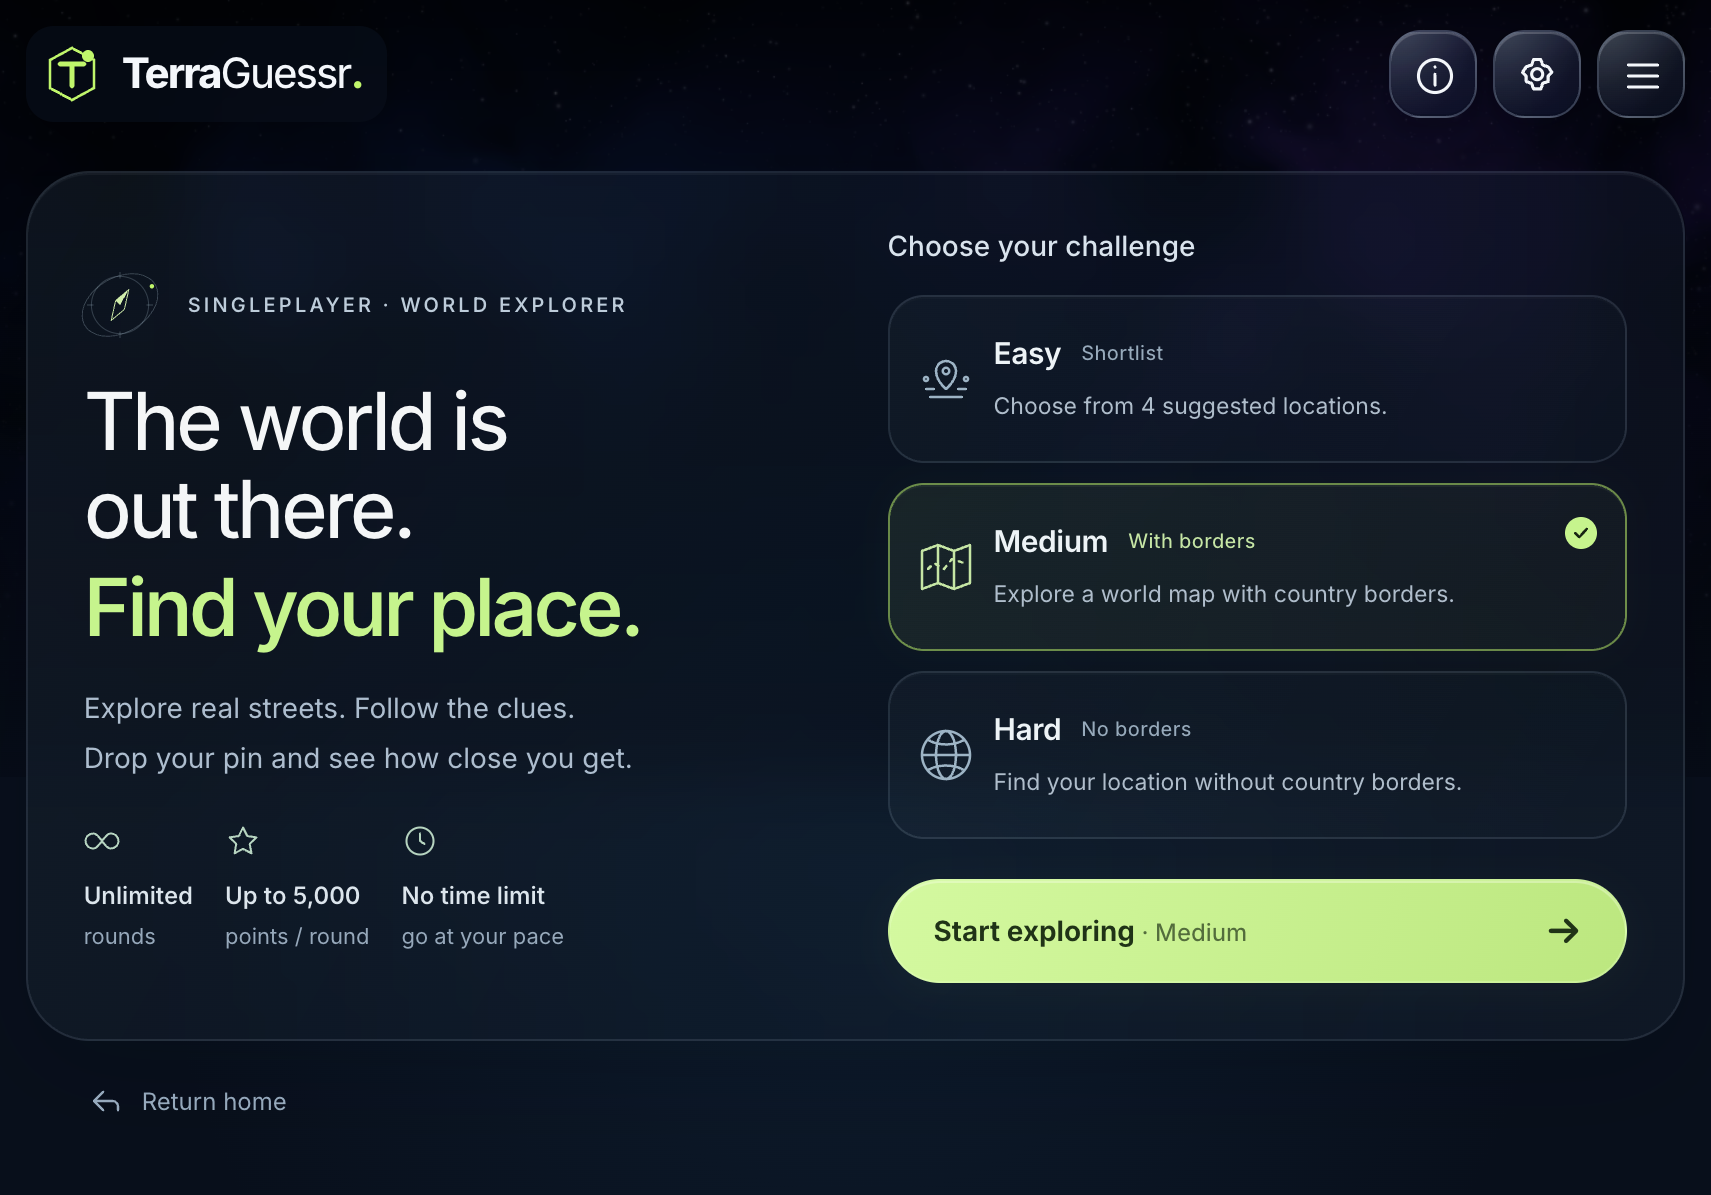 TerraGuessr.
SINGLEPLAYER · WORLD EXPLORER
The world is
out there.
Find your place.
Explore real streets. Follow the clues.
Drop your pin and see how close you get.
Unlimited
rounds
Up to 5,000
points / round
No time limit
go at your pace
Choose your challenge
Easy Shortlist
Choose from 4 suggested locations.
Medium With borders
Explore a world map with country borders.
Hard No borders
Find your location without country borders.
Start exploring · Medium
Return home